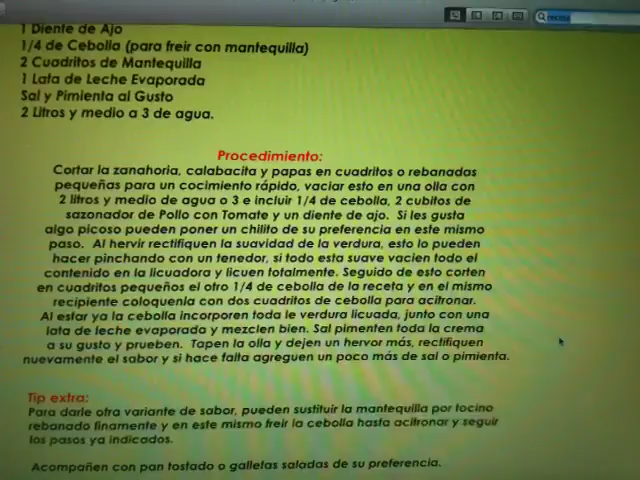 receta
1 Diente de Ajo
1/4 de Cebolla (para freir con mantequilla)
2 Cuadritos de Mantequilla
1 Lata de Leche Evaporada
Sal y Pimienta al Gusto
2 Litros y medio a 3 de agua.
Procedimiento:
Cortar la zanahoria, calabacita y papas en cuadritos o rebanadas
pequeñas para un cocimiento rápido, vaciar esto en una olla con
2 litros y medio de agua o 3 e incluir 1/4 de cebolla, 2 cubitos de
sazonador de Pollo con Tomate y un diente de ajo. Si les gusta
algo picoso pueden poner un chilito de su preferencia en este mismo
paso. Al hervir rectifiquen la suavidad de la verdura, esto lo pueden
hacer pinchando con un tenedor, si todo esta suave vacien todo el
contenido en la licuadora y licuen totalmente. Seguido de esto corten
en cuadritos pequeños el otro 1/4 de cebolla de la receta y en el mismo
recipiente coloquenla con dos cuadritos de cebolla para acitronar.
Al estar ya la cebolla incorporen toda le verdura licuada, junto con una
lata de leche evaporada y mezclen bien. Sal pimenten toda la crema
a su gusto y prueben. Tapen la olla y dejen un hervor más, rectifiquen
nuevamente el sabor y si hace falta agreguen un poco más de sal o pimienta.
Tip extra:
Para darle otra variante de sabor, pueden sustituir la mantequilla por tocino
rebanado finamente y en este mismo freir la cebolla hasta acitronar y seguir
los pasos ya indicados.
Acompañen con pan tostado o galletas saladas de su preferencia.